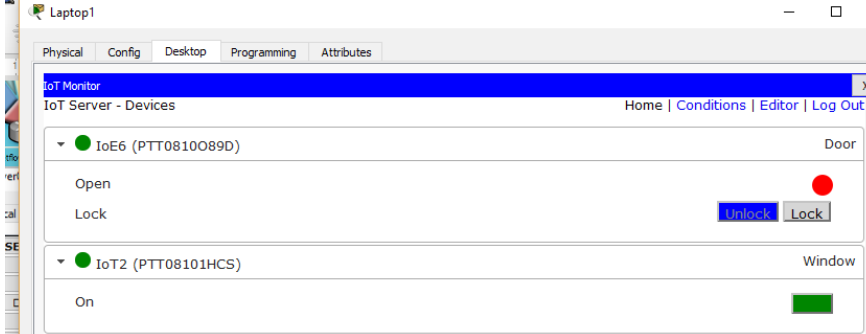 Laptop1
Physical Config Desktop Programming Attributes
IoT Monitor X
IoT Server - Devices Home | Conditions | Editor | Log Out
IoE6 (PTT0810O89D) Door
Open
Lock Unlock Lock
IoT2 (PTT08101HCS) Window
On